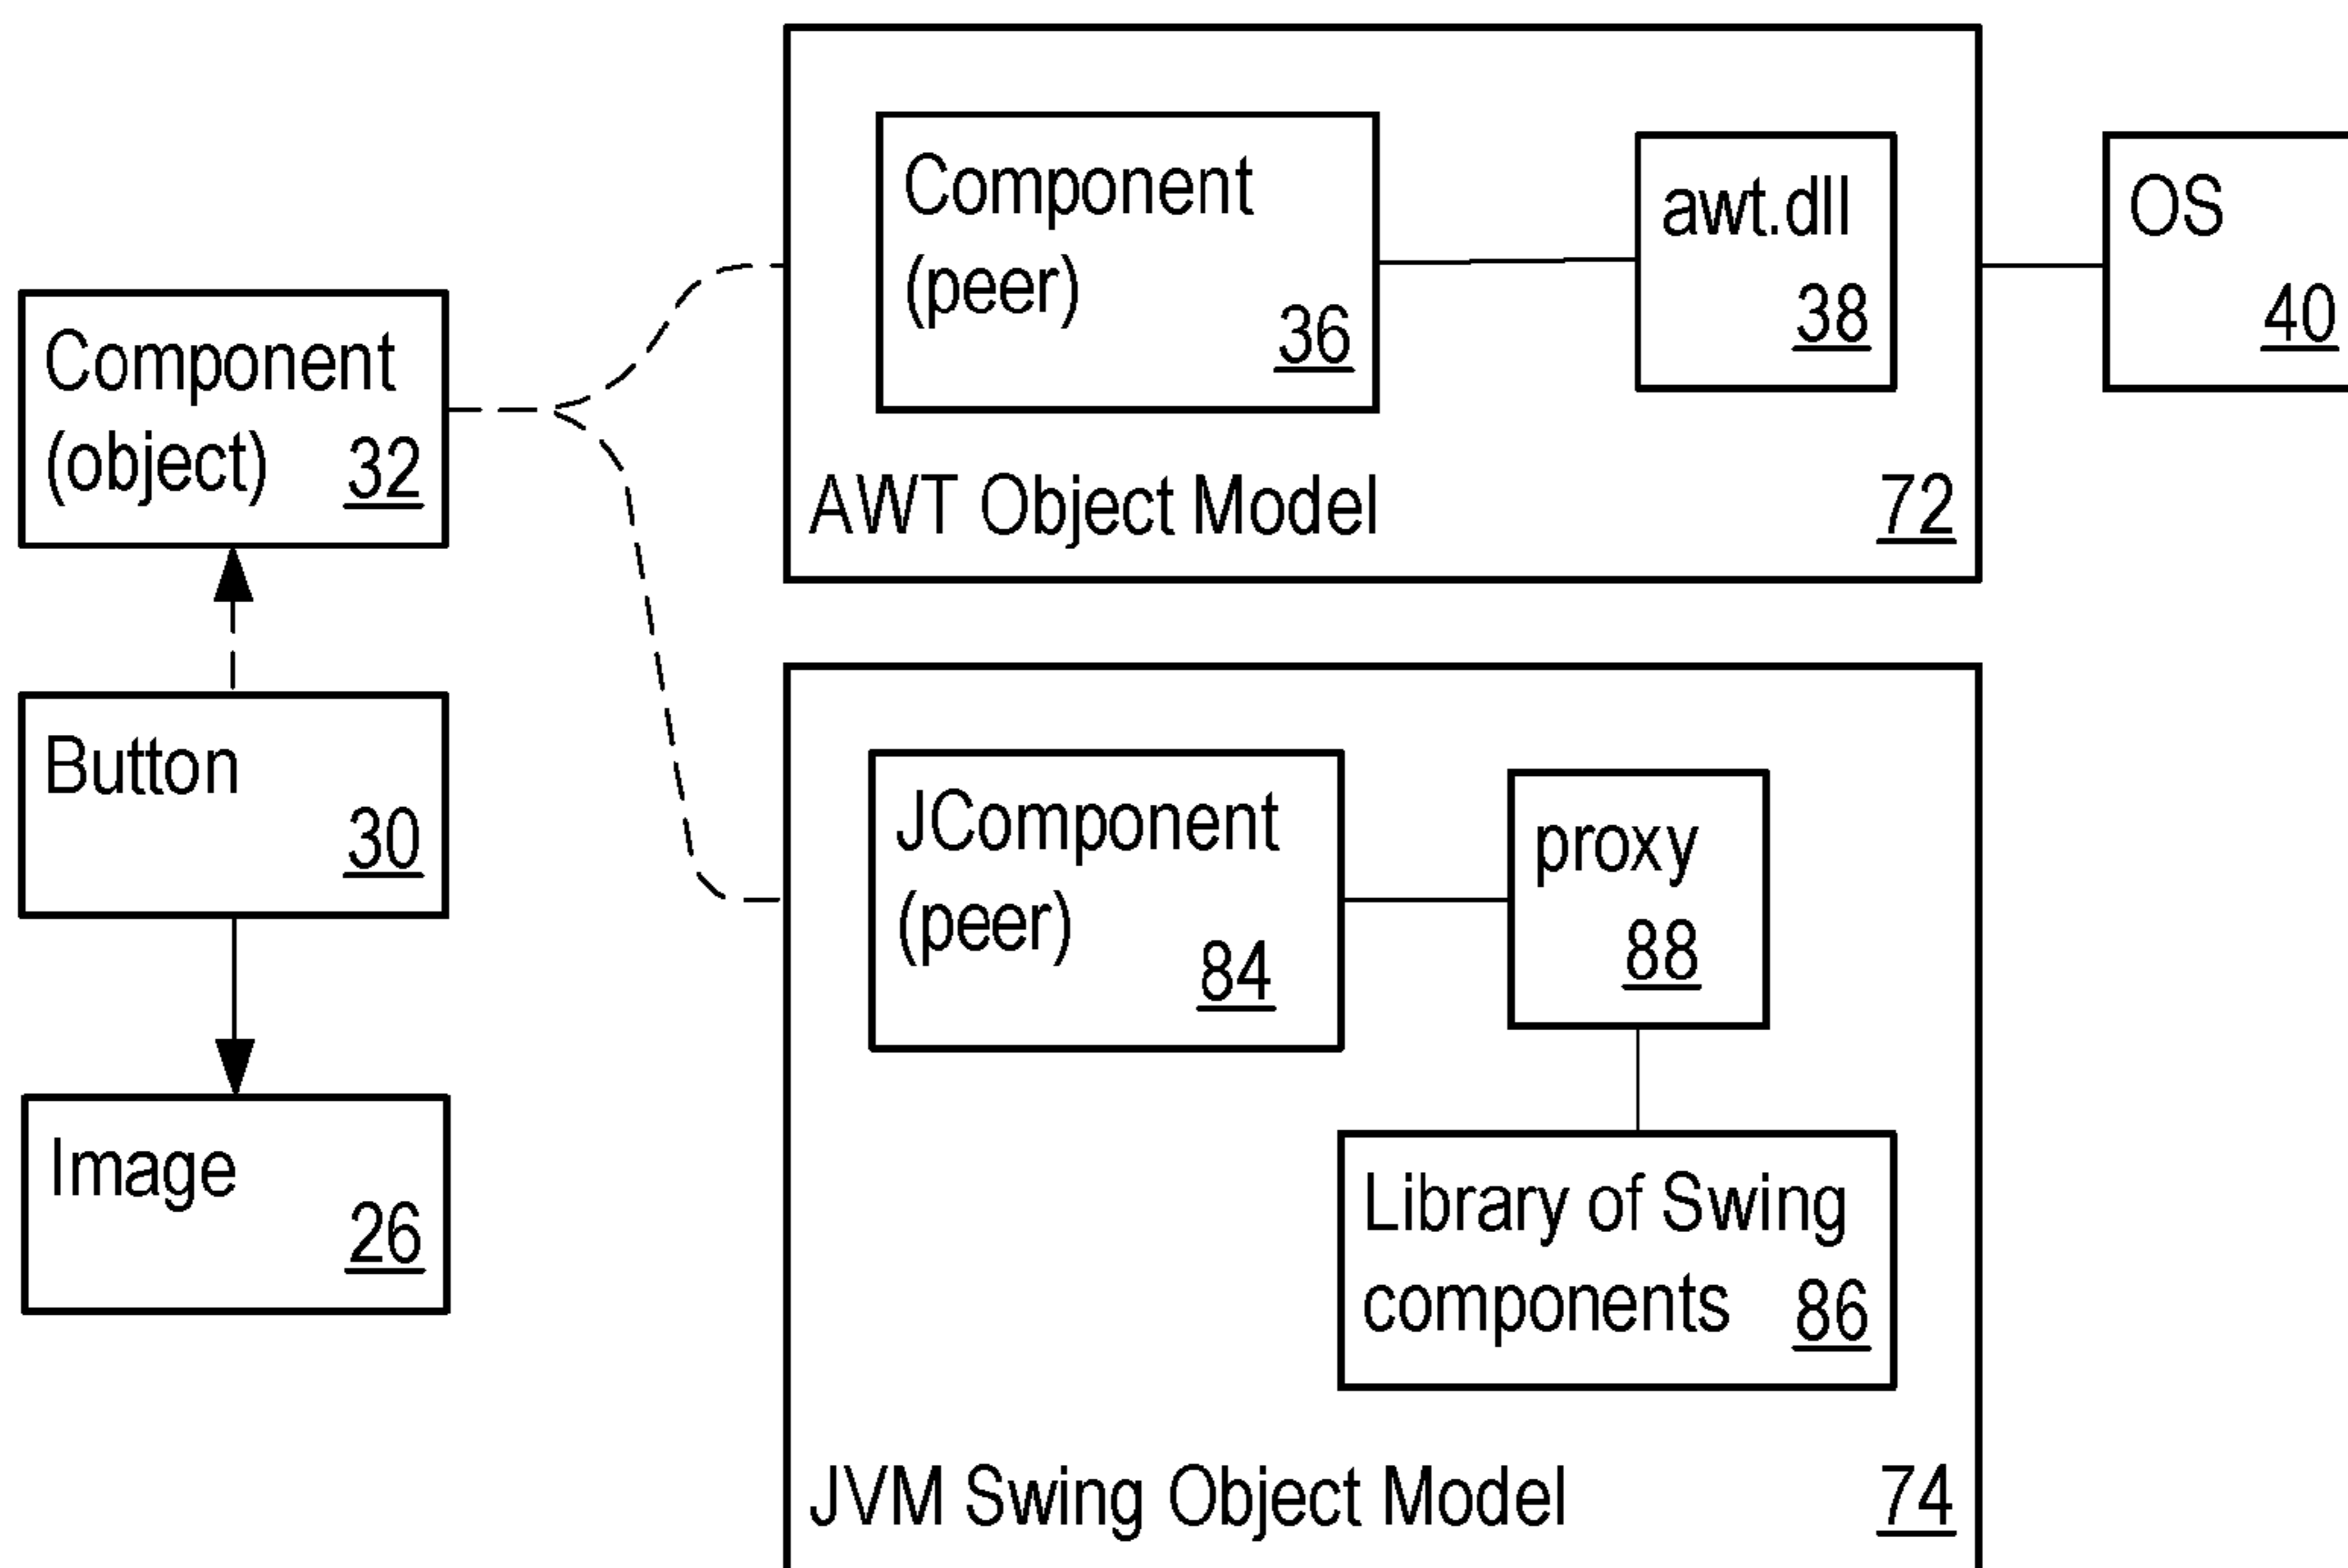 Component
(object) 32
Button
30
Image
26
Component
(peer)
36
awt.dll
38
AWT Object Model 72
OS
40
JComponent
(peer)
84
proxy
88
Library of Swing
components 86
JVM Swing Object Model 74